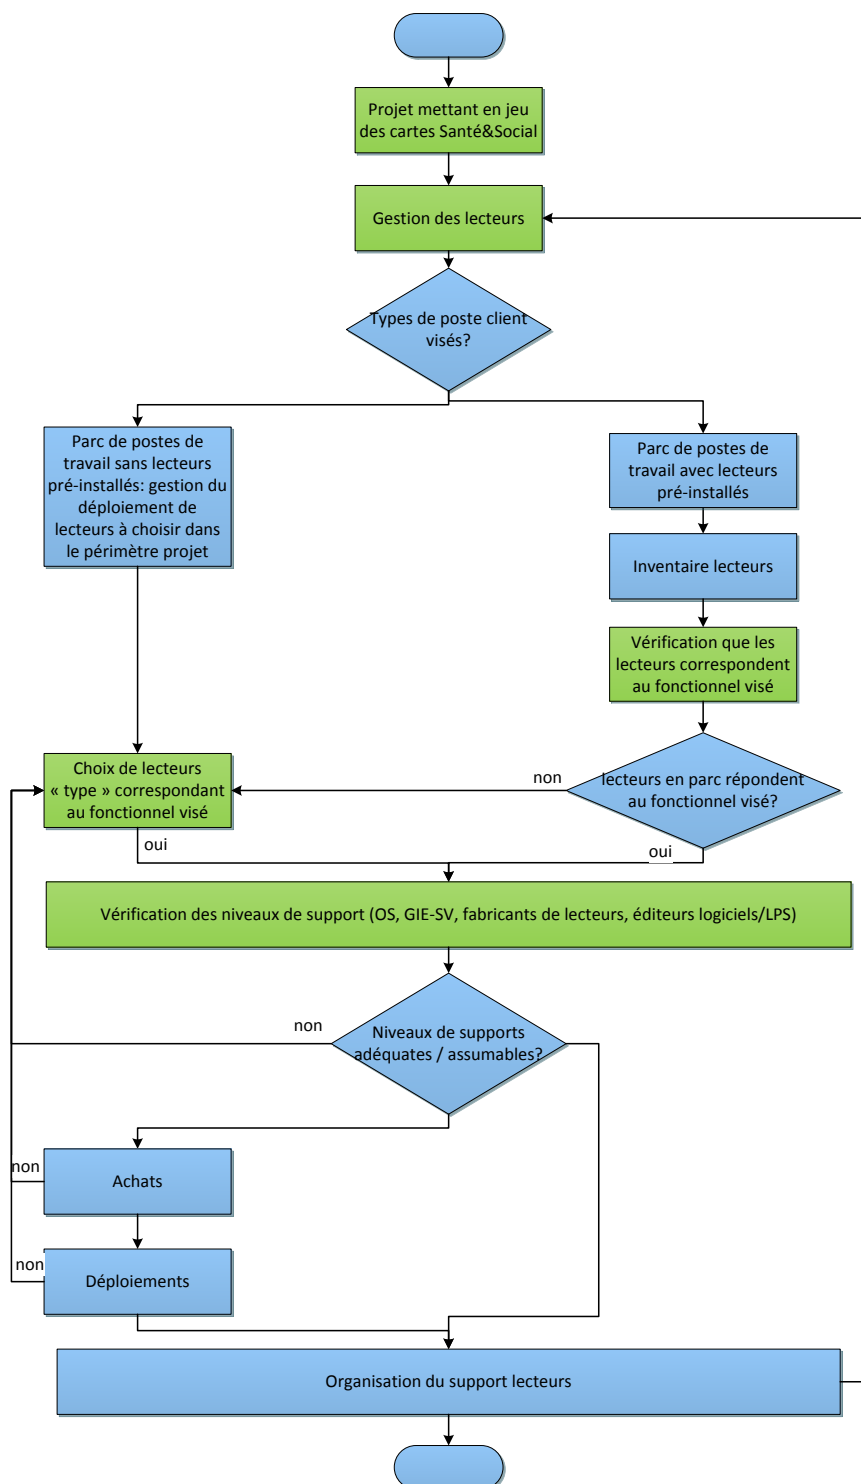 Projet mettant en jeu
des cartes Santé&Social
Gestion des lecteurs
Types de poste client
visés?
Parc de postes de
travail sans lecteurs
pré-installés: gestion du
déploiement de
lecteurs à choisir dans
le périmètre projet
Parc de postes de
travail avec lecteurs
pré-installés
Inventaire lecteurs
Vérification que les
lecteurs correspondent
au fonctionnel visé
Choix de lecteurs
« type » correspondant
au fonctionnel visé
non
lecteurs en parc répondent
au fonctionnel visé?
oui
oui
Vérification des niveaux de support (OS, GIE-SV, fabricants de lecteurs, éditeurs logiciels/LPS)
non
Niveaux de supports
adéquates / assumables?
non
Achats
non
Déploiements
Organisation du support lecteurs